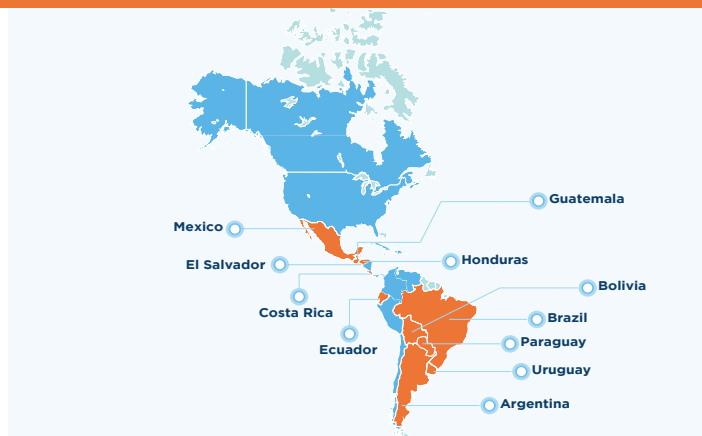 Guatemala
Mexico
El Salvador
Honduras
Bolivia
Costa Rica
Brazil
Ecuador
Paraguay
Uruguay
Argentina